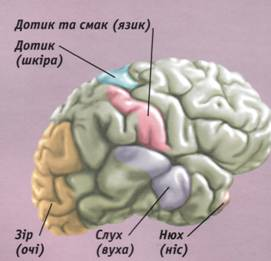 Дотик та смак (язик)
Дотик
(шкіра)
Зір
(очі)
Слух
(вуха)
Нюх
(ніс)